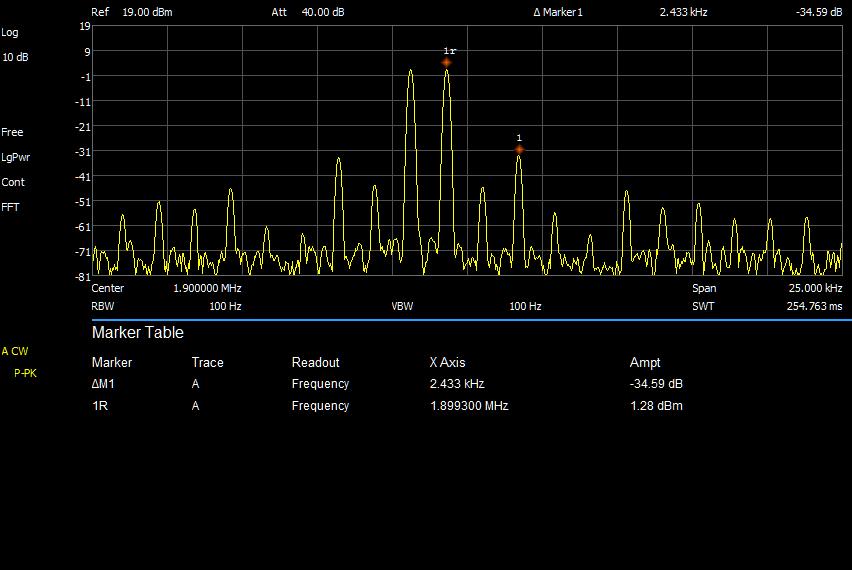 Ref 19.00 dBm Att 40.00 dB Δ Marker1 2.433 kHz -34.59 dB
Log
10 dB
Free
LgPwr
Cont
FFT
19
9
-1
-11
-21
-31
-41
-51
-61
-71
-81
1r
1
Center 1.900000 MHz Span 25.000 kHz
RBW 100 Hz VBW 100 Hz SWT 254.763 ms
Marker Table
A CW
P-PK
Marker Trace Readout X Axis Ampt
ΔM1 A Frequency 2.433 kHz -34.59 dB
1R A Frequency 1.899300 MHz 1.28 dBm